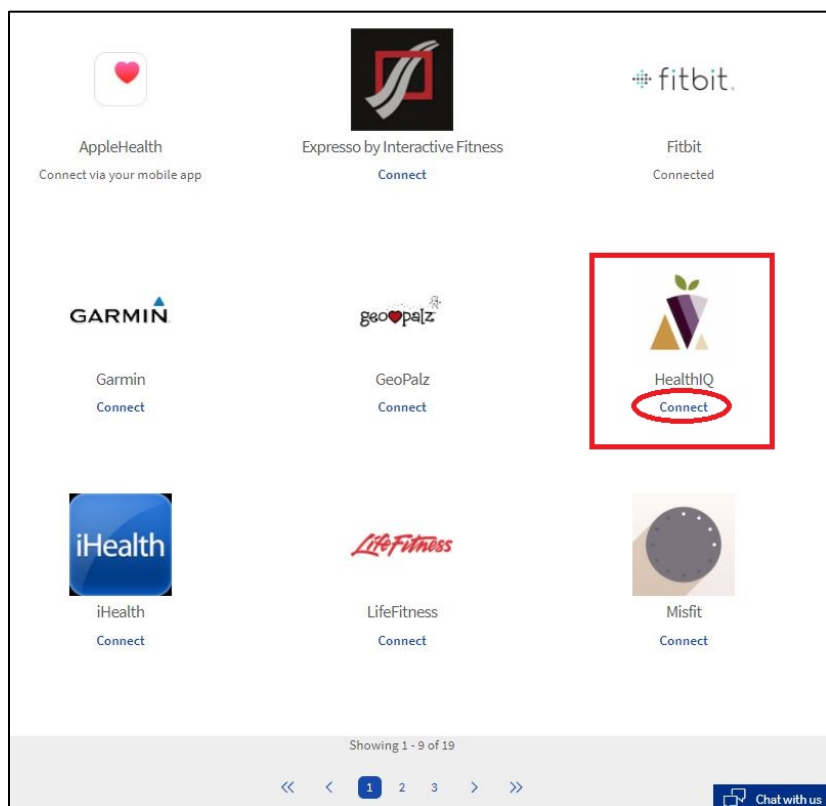 fitbit.
AppleHealth
Expresso by Interactive Fitness
Fitbit
Connect via your mobile app
Connect
Connected
GARMIN
geopalz
Garmin
GeoPalz
HealthIQ
Connect
Connect
Connect
iHealth
LifeFitness
iHealth
LifeFitness
Misfit
Connect
Connect
Connect
Showing 1 - 9 of 19
« < 1 2 3 > »
Chat with us